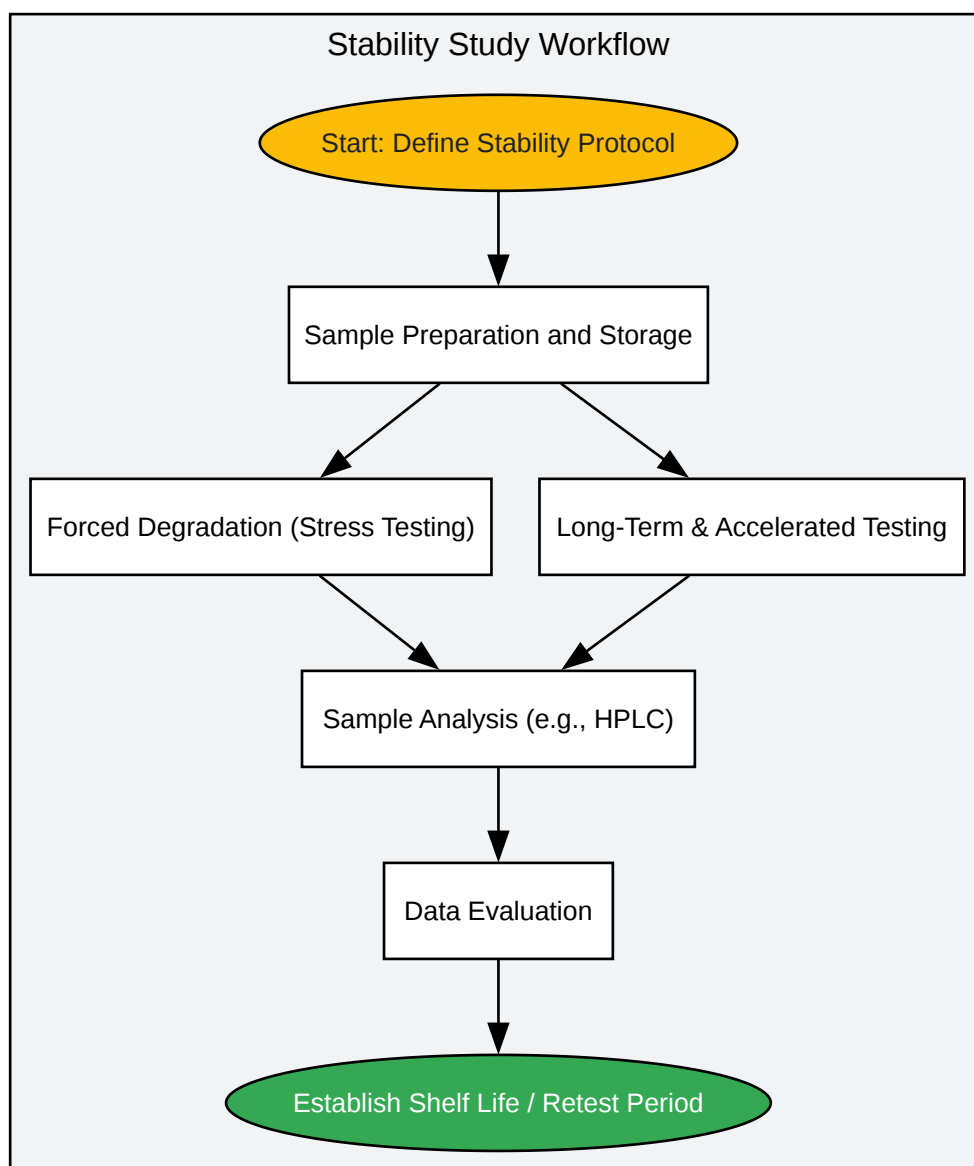 Stability Study Workflow
Start: Define Stability Protocol
Sample Preparation and Storage
Forced Degradation (Stress Testing)
Long-Term & Accelerated Testing
Sample Analysis (e.g., HPLC)
Data Evaluation
Establish Shelf Life / Retest Period